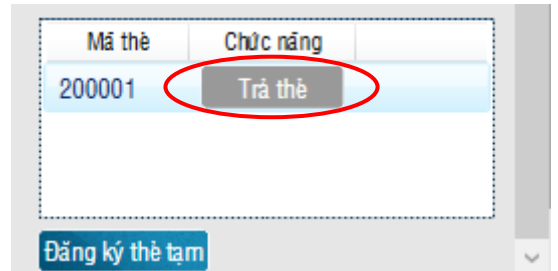 Mã thẻ Chức năng
200001 Trả thẻ
Đăng ký thẻ tạm